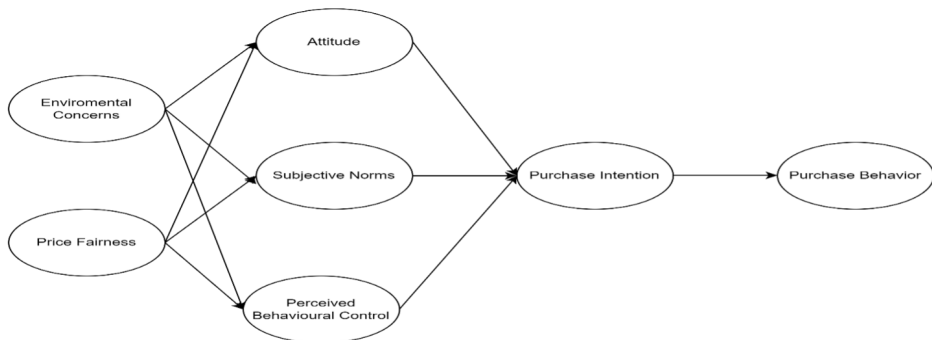 Attitude
Enviromental
Concerns
Subjective Norms
Purchase Intention
Purchase Behavior
Price Fairness
Perceived
Behavioural Control